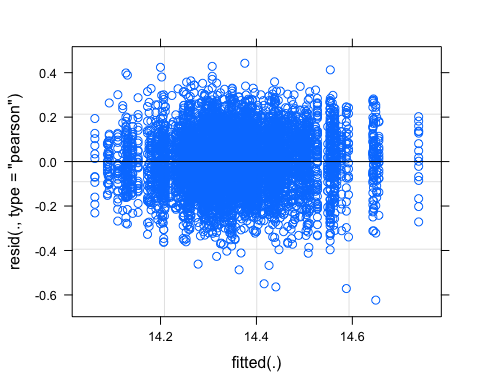 resid(., type = "pearson")
0.4
0.2
0.0
-0.2
-0.4
-0.6
14.2 14.4 14.6
fitted(.)